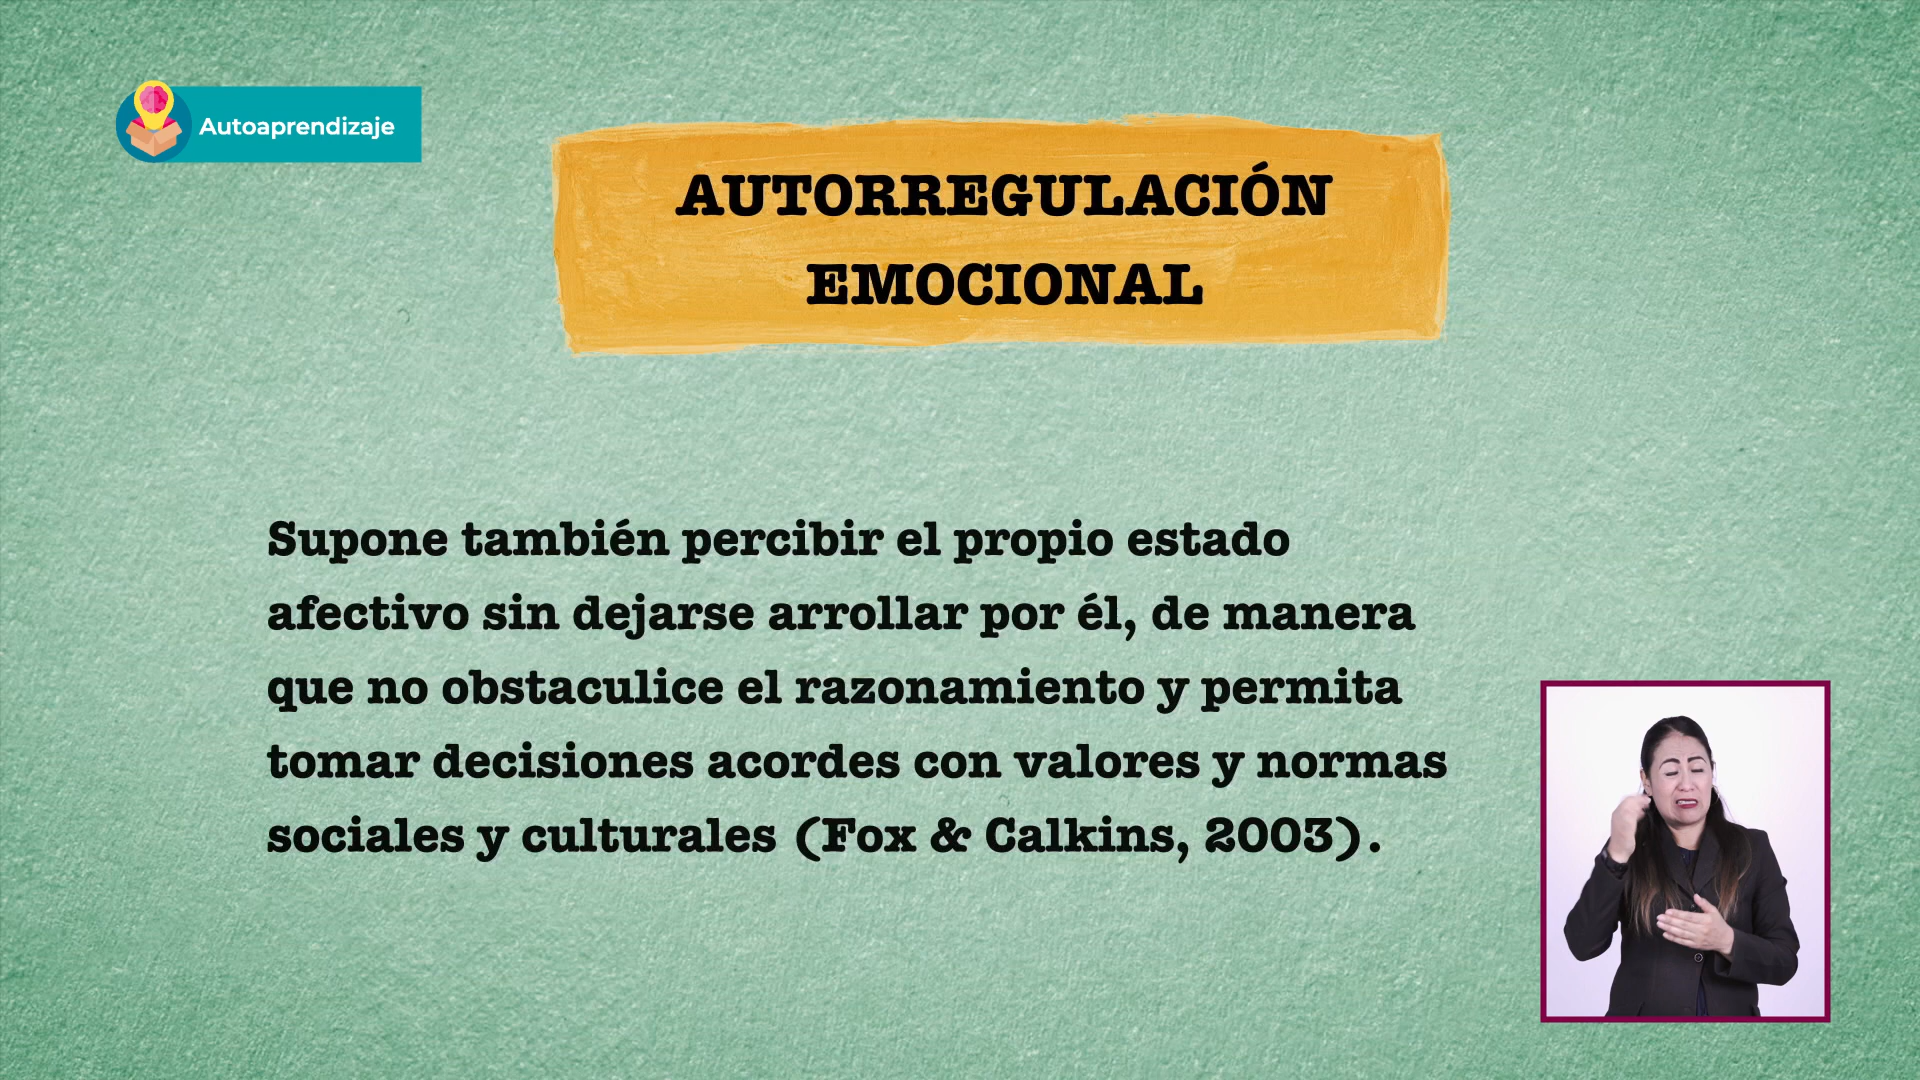 Autoaprendizaje
AUTORREGULACIÓN
EMOCIONAL
Supone también percibir el propio estado
afectivo sin dejarse arrollar por él, de manera
que no obstaculice el razonamiento y permita
tomar decisiones acordes con valores y normas
sociales y culturales (Fox & Calkins, 2003).